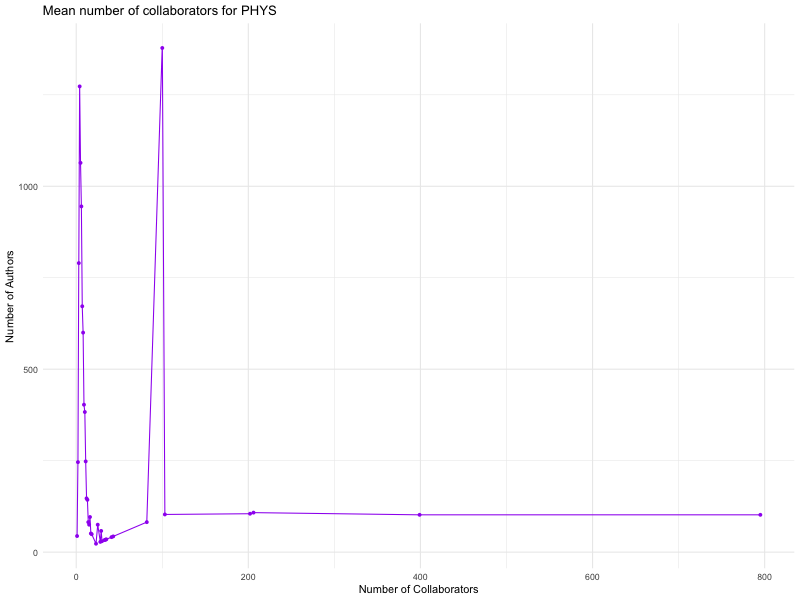 Mean number of collaborators for PHYS
Number of Authors
1000
500
0
0 200 400 600 800
Number of Collaborators